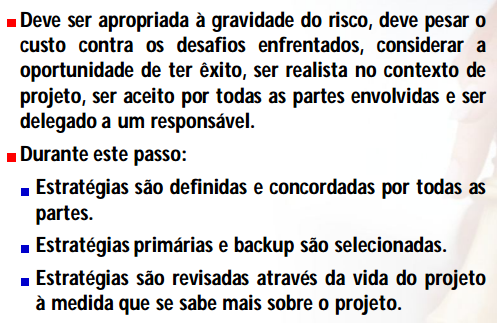 Deve ser apropriada à gravidade do risco, deve pesar o
custo contra os desafios enfrentados, considerar a
oportunidade de ter êxito, ser realista no contexto de
projeto, ser aceito por todas as partes envolvidas e ser
delegado a um responsável.
Durante este passo:
Estratégias são definidas e concordadas por todas as
partes.
Estratégias primárias e backup são selecionadas.
Estratégias são revisadas através da vida do projeto
à medida que se sabe mais sobre o projeto.